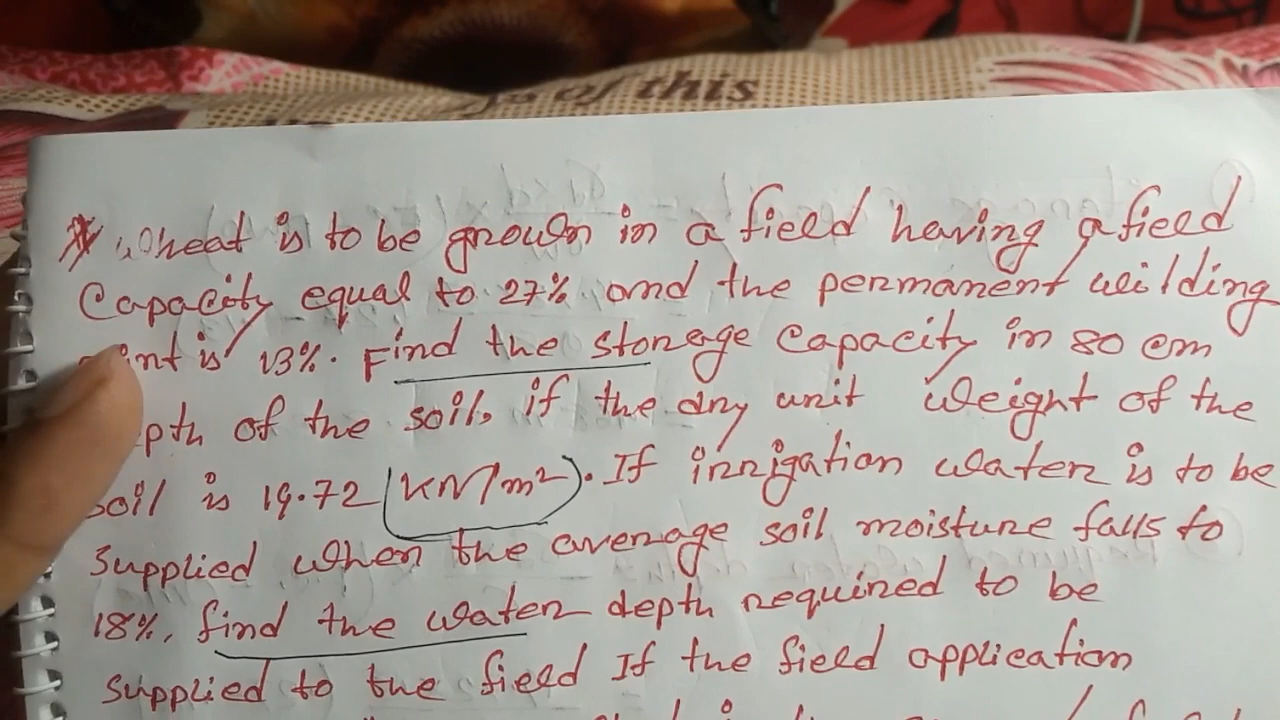 of this
* Wheat is to be grown in a field having a field
Capacity equal to 27% and the permanent wilding
int is 13%. Find the storage capacity in 80 cm
pth of the soil, if the dry unit weight of the
soil is 19.72 (KN/m²). If irrigation water is to be
supplied when the average soil moisture falls to
18%, find the water depth required to be
supplied to the field If the field application